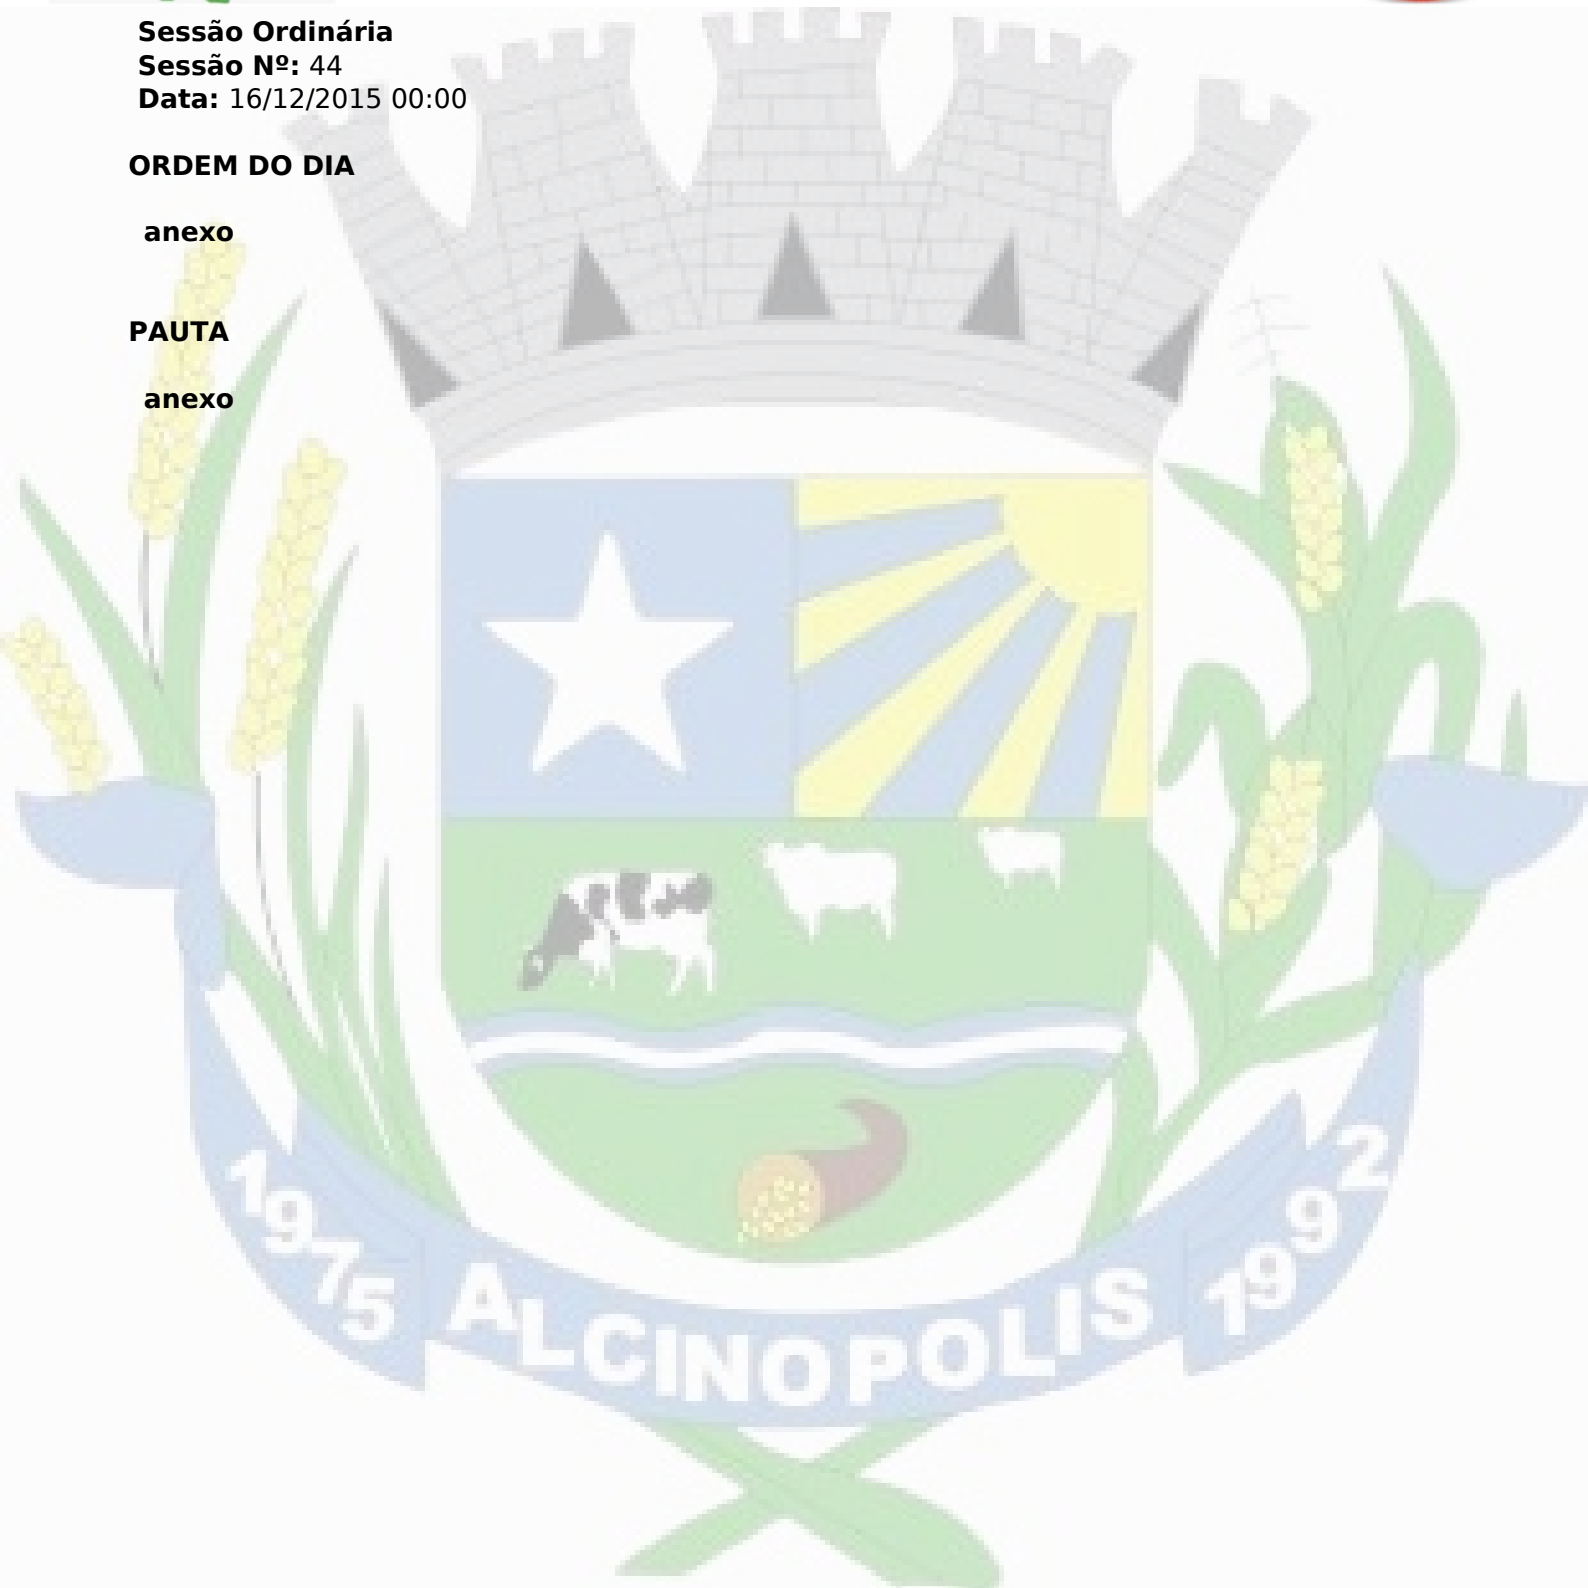 Sessão Ordinária
Sessão Nº: 44
Data: 16/12/2015 00:00
ORDEM DO DIA
anexo
PAUTA
anexo
1975 ALCINOPOLIS 1992